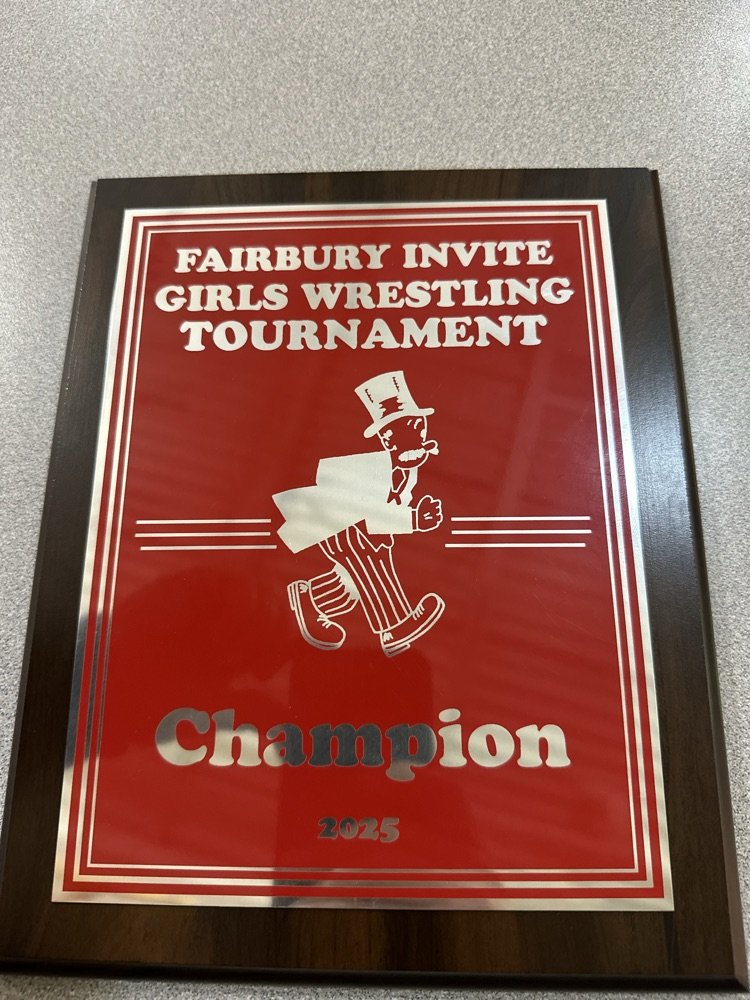 FAIRBURY INVITE
GIRLS WRESTLING
TOURNAMENT
Champion
2025